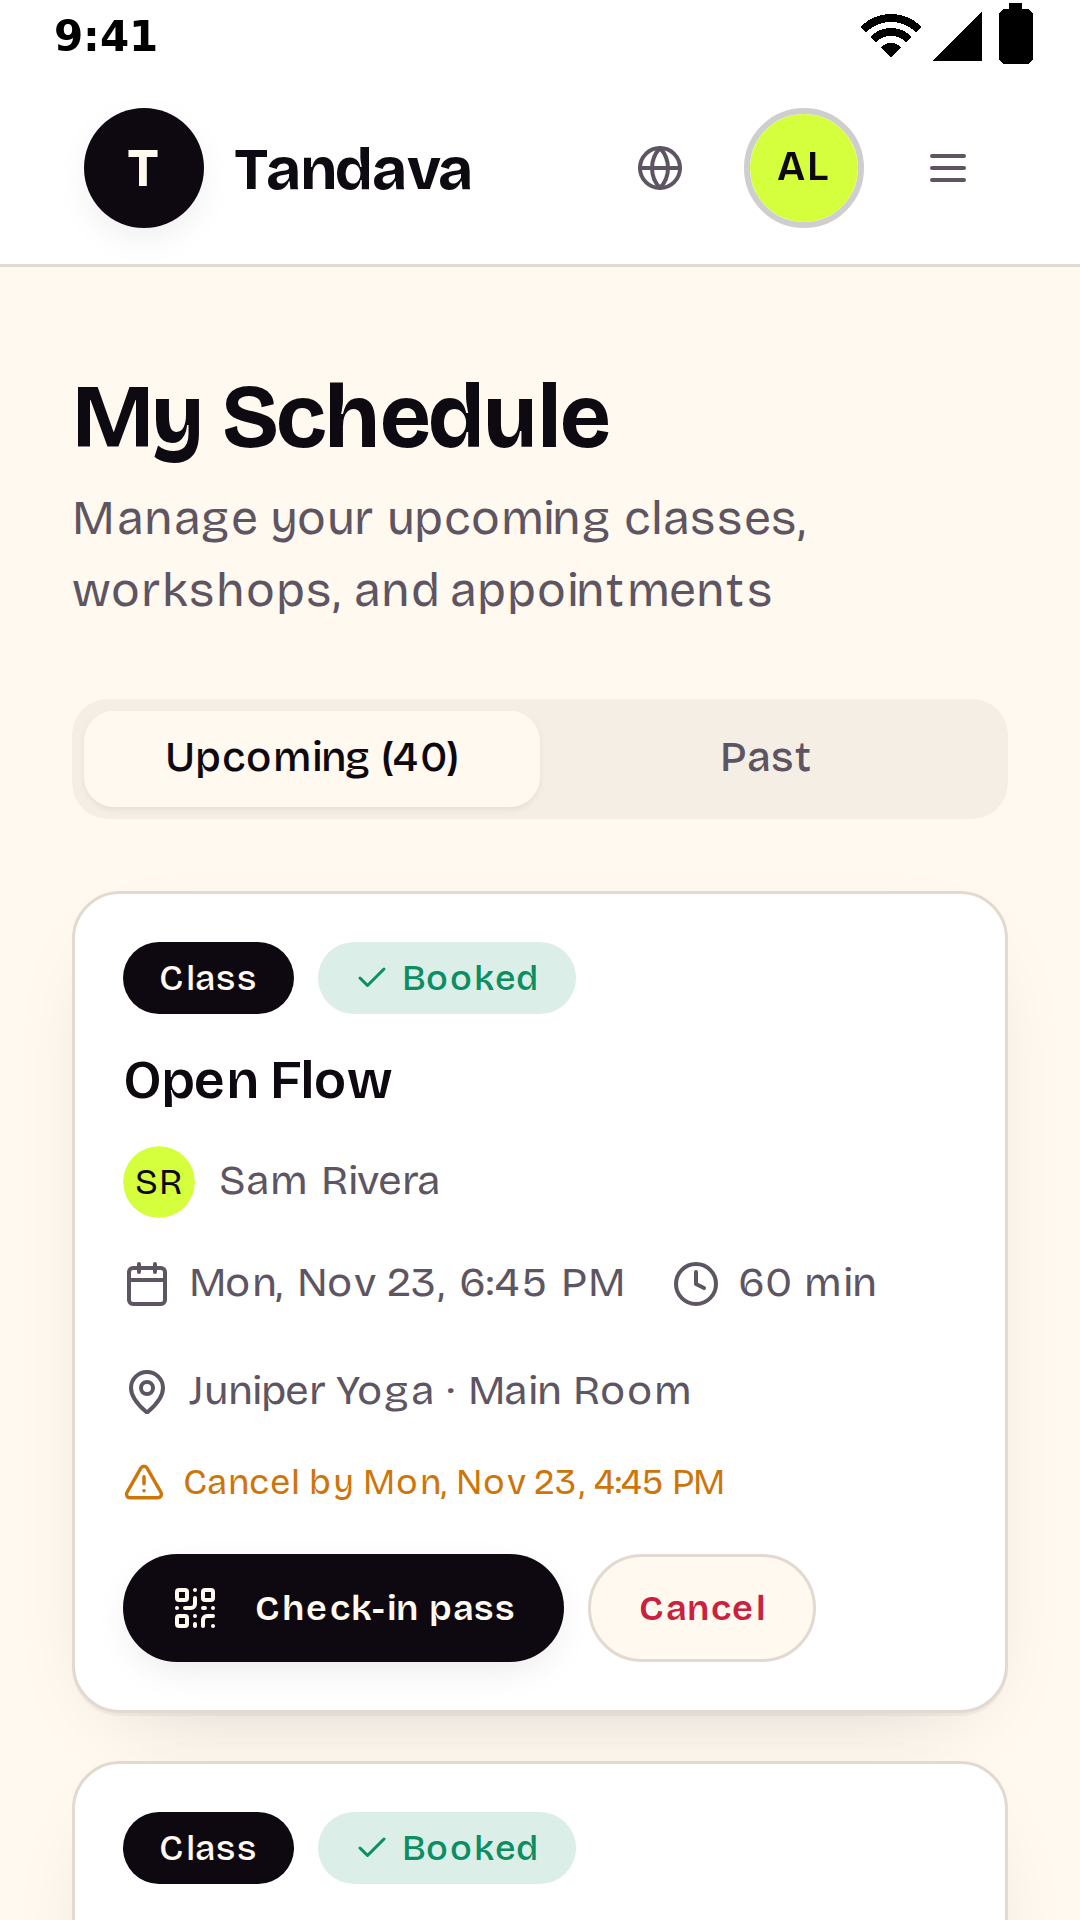 9:41
T
Tandava
AL
My Schedule
Manage your upcoming classes,
workshops, and appointments
Upcoming (40)
Past
Class
Booked
Open Flow
SR
Sam Rivera
Mon, Nov 23, 6:45 PM
60 min
Juniper Yoga · Main Room
Cancel by Mon, Nov 23, 4:45 PM
Check-in pass
Cancel
Class
Booked